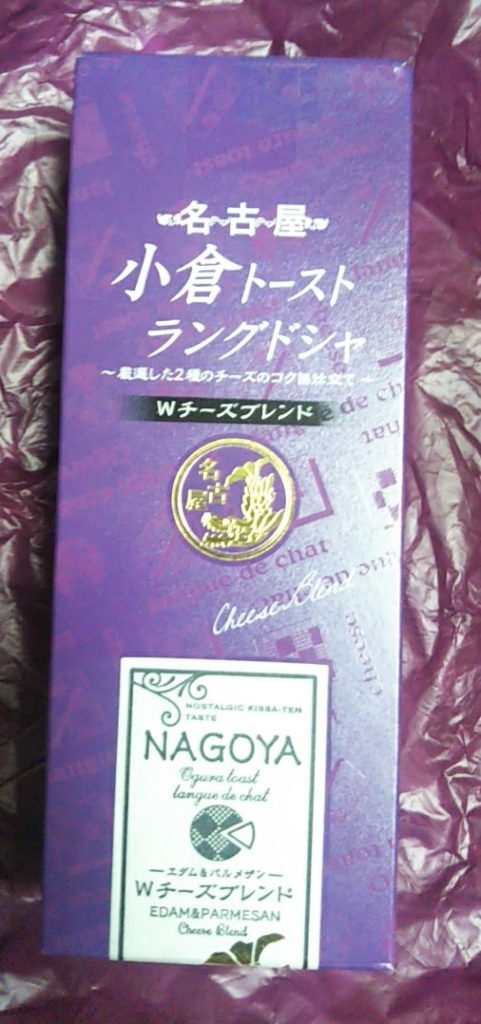 名古屋
小倉トースト
ラングドシャ
～厳選した2種のチーズのコク旨仕立て～
Wチーズブレンド
名古屋
langue de chat
Cheese Blend
cheese
NOSTALGIC KISSA-TEN
TASTE
NAGOYA
Ogura toast
langue de chat
エダム&パルメザン
Wチーズブレンド
EDAM&PARMESAN
Cheese Blend